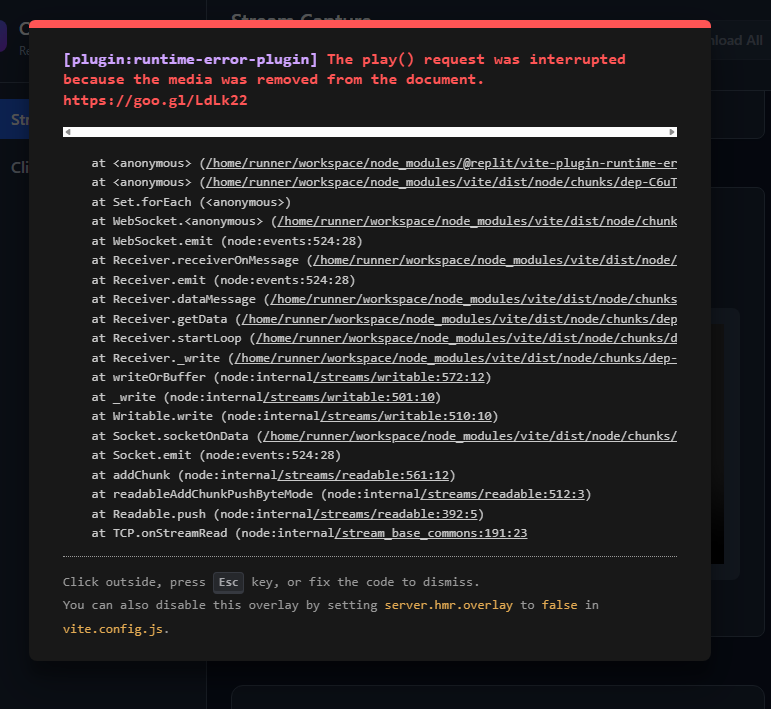 Stream Capture
[plugin:runtime-error-plugin] The play() request was interrupted
because the media was removed from the document.
https://goo.gl/LdLk22
at <anonymous> (/home/runner/workspace/node_modules/@replit/vite-plugin-runtime-er
at <anonymous> (/home/runner/workspace/node_modules/vite/dist/node/chunks/dep-C6uT
at Set.forEach (<anonymous>)
at WebSocket.<anonymous> (/home/runner/workspace/node_modules/vite/dist/node/chunk
at WebSocket.emit (node:events:524:28)
at Receiver.receiverOnMessage (/home/runner/workspace/node_modules/vite/dist/node/
at Receiver.emit (node:events:524:28)
at Receiver.dataMessage (/home/runner/workspace/node_modules/vite/dist/node/chunks
at Receiver.getData (/home/runner/workspace/node_modules/vite/dist/node/chunks/dep
at Receiver.startLoop (/home/runner/workspace/node_modules/vite/dist/node/chunks/d
at Receiver._write (/home/runner/workspace/node_modules/vite/dist/node/chunks/dep-
at writeOrBuffer (node:internal/streams/writable:572:12)
at _write (node:internal/streams/writable:501:10)
at Writable.write (node:internal/streams/writable:510:10)
at Socket.socketOnData (/home/runner/workspace/node_modules/vite/dist/node/chunks/
at Socket.emit (node:events:524:28)
at addChunk (node:internal/streams/readable:561:12)
at readableAddChunkPushByteMode (node:internal/streams/readable:512:3)
at Readable.push (node:internal/streams/readable:392:5)
at TCP.onStreamRead (node:internal/stream_base_commons:191:23
Click outside, press Esc key, or fix the code to dismiss.
You can also disable this overlay by setting server.hmr.overlay to false in
vite.config.js.